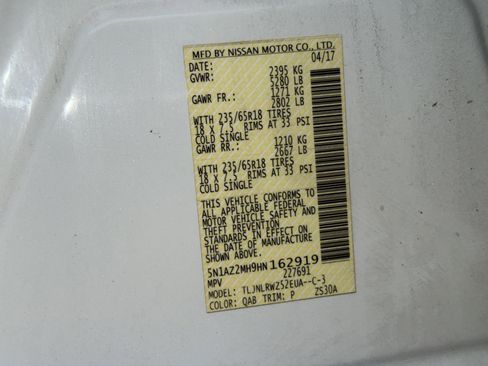 MFD BY NISSAN MOTOR CO., LTD.
DATE: 04/17
GVWR: 2395 KG
5280 LB
GAWR FR.: 1271 KG
2802 LB
WITH 235/65R18 TIRES
18 X 7.5 RIMS AT 33 PSI
COLD SINGLE
GAWR RR.: 1210 KG
2667 LB
WITH 235/65R18 TIRES
18 X 7.5 RIMS AT 33 PSI
COLD SINGLE
THIS VEHICLE CONFORMS TO
ALL APPLICABLE FEDERAL
MOTOR VEHICLE SAFETY AND
THEFT PREVENTION
STANDARDS IN EFFECT ON
THE DATE OF MANUFACTURE
SHOWN ABOVE.
5N1AZ2MH9HN162919
MPV 227691
MODEL: TLJNLRWZ52EUA--C-3
COLOR: QAB TRIM: P ZS30A